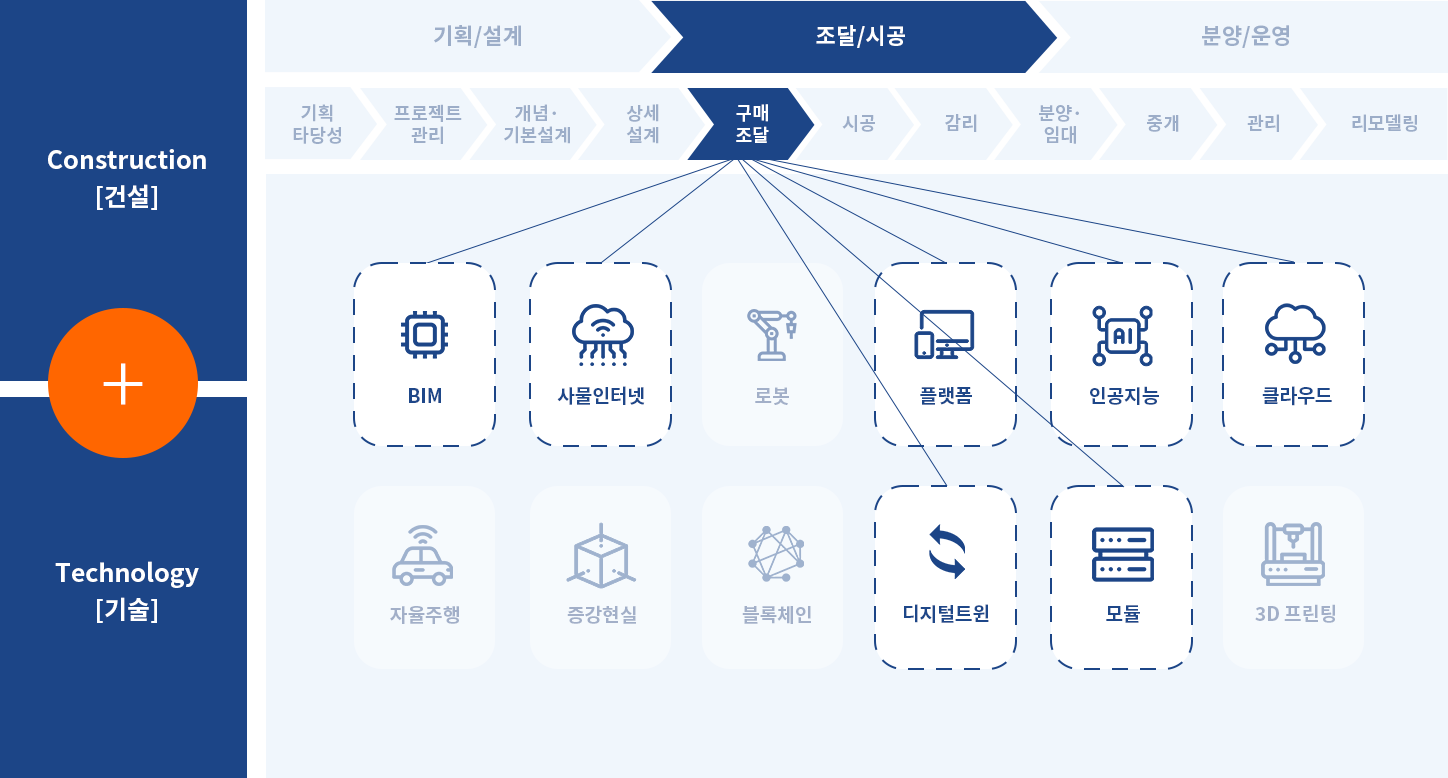 Construction
[건설]
Technology
[기술]
기획/설계
조달/시공
분양/운영
기획
타당성
프로젝트
관리
개념·
기본설계
상세
설계
구매
조달
시공
감리
분양·
임대
중개
관리
리모델링
BIM
사물인터넷
로봇
플랫폼
AI
인공지능
클라우드
자율주행
증강현실
블록체인
디지털트윈
모듈
3D 프린팅